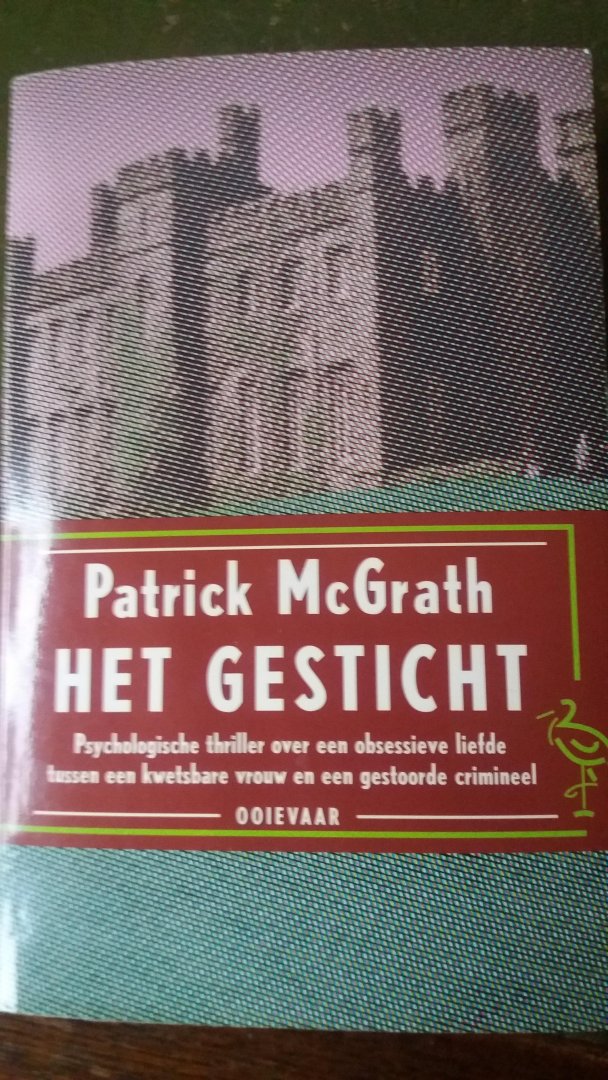 Patrick McGrath
HET GESTICHT
Psychologische thriller over een obsessieve liefde
tussen een kwetsbare vrouw en een gestoorde crimineel
OOIEVAAR